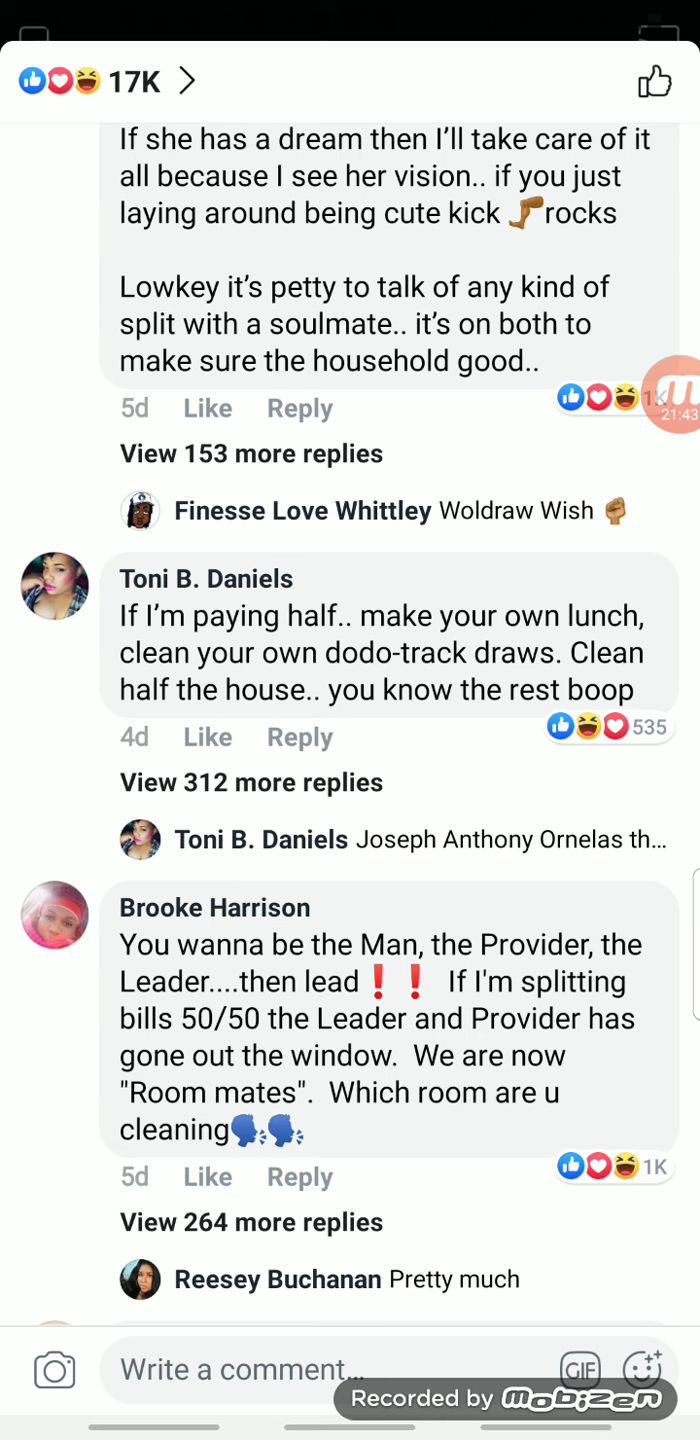 17K
If she has a dream then I’ll take care of it
all because I see her vision.. if you just
laying around being cute kick 🦵🏾rocks
Lowkey it’s petty to talk of any kind of
split with a soulmate.. it’s on both to
make sure the household good..
5d Like Reply 1K
21:43
View 153 more replies
Finesse Love Whittley Woldraw Wish ✊🏾
Toni B. Daniels
If I’m paying half.. make your own lunch,
clean your own dodo-track draws. Clean
half the house.. you know the rest boop
4d Like Reply 535
View 312 more replies
Toni B. Daniels Joseph Anthony Ornelas th...
Brooke Harrison
You wanna be the Man, the Provider, the
Leader....then lead❗❗ If I'm splitting
bills 50/50 the Leader and Provider has
gone out the window. We are now
"Room mates". Which room are u
cleaning🗣🗣
5d Like Reply 1K
View 264 more replies
Reesey Buchanan Pretty much
Write a comment... GIF
Recorded by mobizen